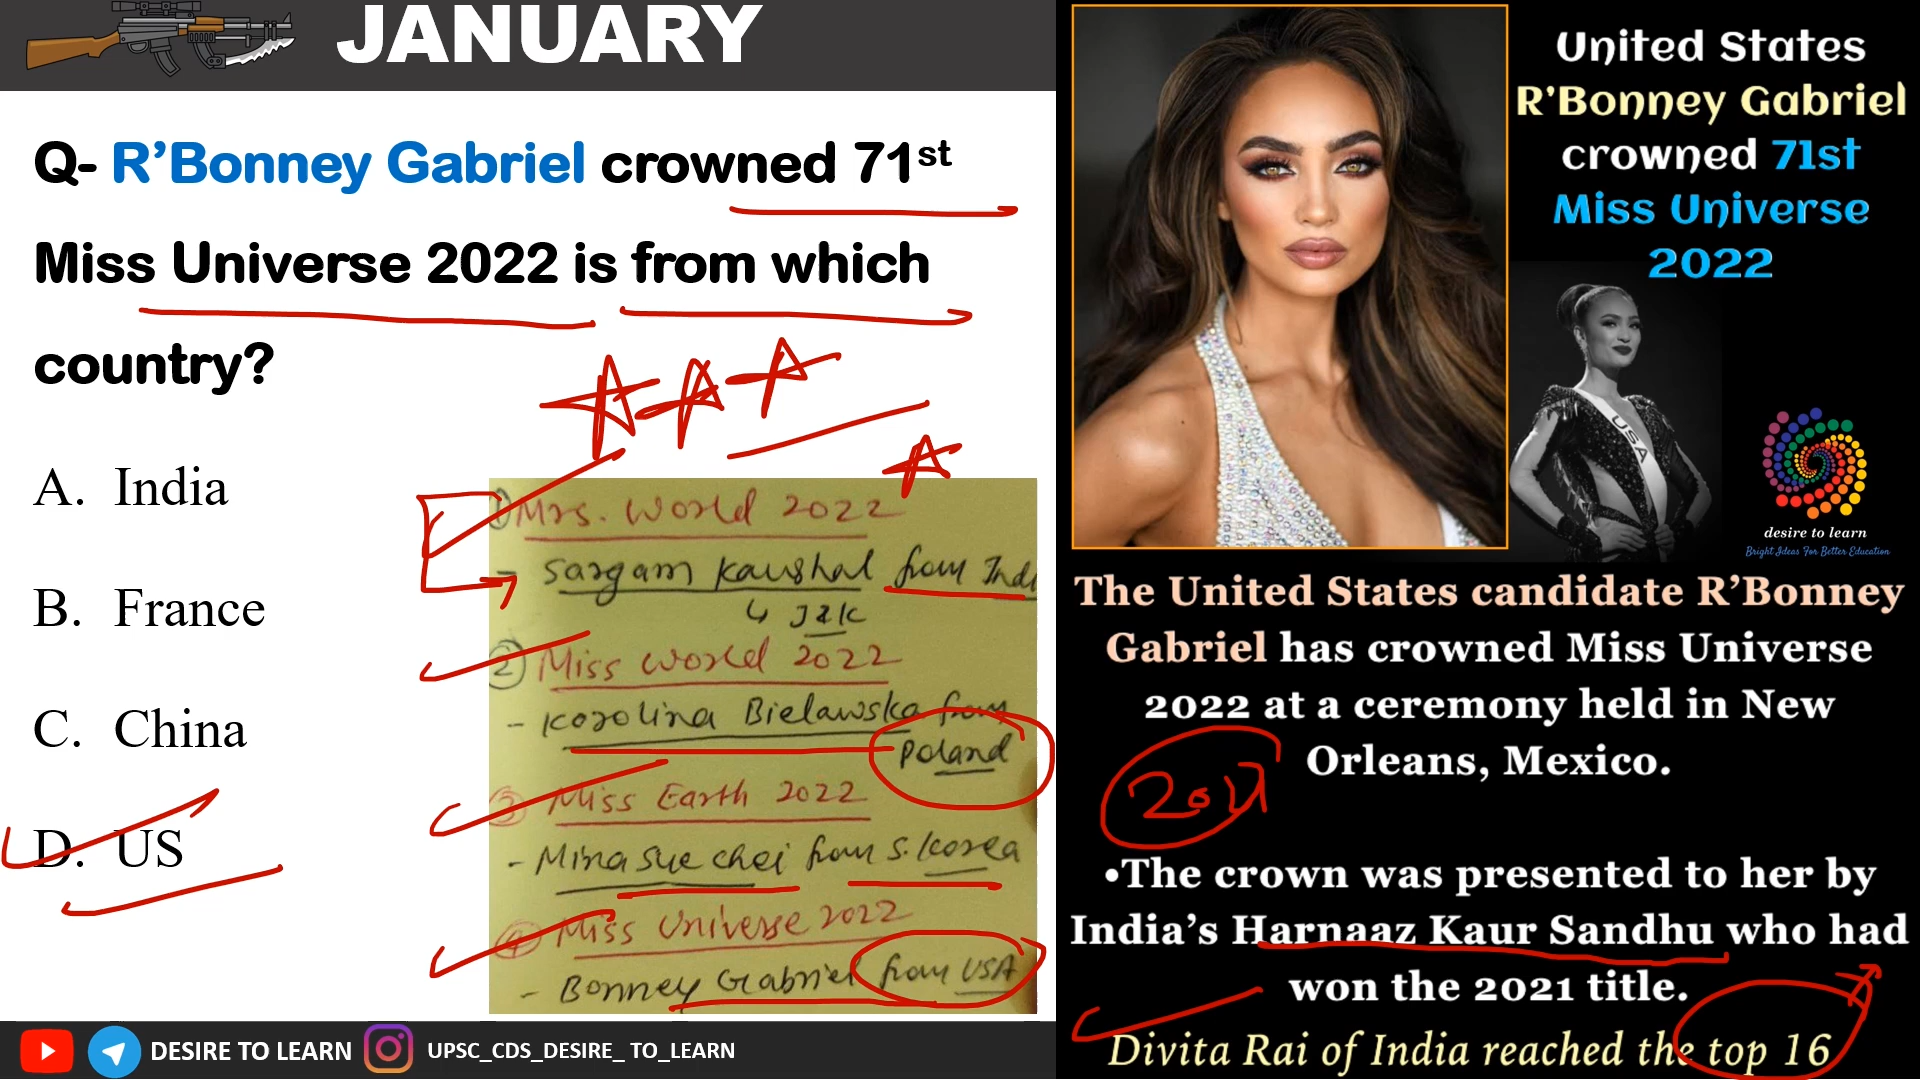 JANUARY
Q- R’Bonney Gabriel crowned 71st
Miss Universe 2022 is from which
country?
A. India
B. France
C. China
D. US
① Mrs. World 2022
- Sargam Kaushal from Indi
↳ J&K
② Miss World 2022
- Korolina Bielawska from
Poland
③ Miss Earth 2022
- Mina Sue Choi from S. Korea
④ Miss Universe 2022
- Bonney Gabriel from USA
DESIRE TO LEARN
UPSC_CDS_DESIRE_ TO_LEARN
United States
R’Bonney Gabriel
crowned 71st
Miss Universe
2022
USA
desire to learn
Bright Ideas For Better Education
The United States candidate R’Bonney
Gabriel has crowned Miss Universe
2022 at a ceremony held in New
Orleans, Mexico.
2021
•The crown was presented to her by
India’s Harnaaz Kaur Sandhu who had
won the 2021 title.
Divita Rai of India reached the top 16